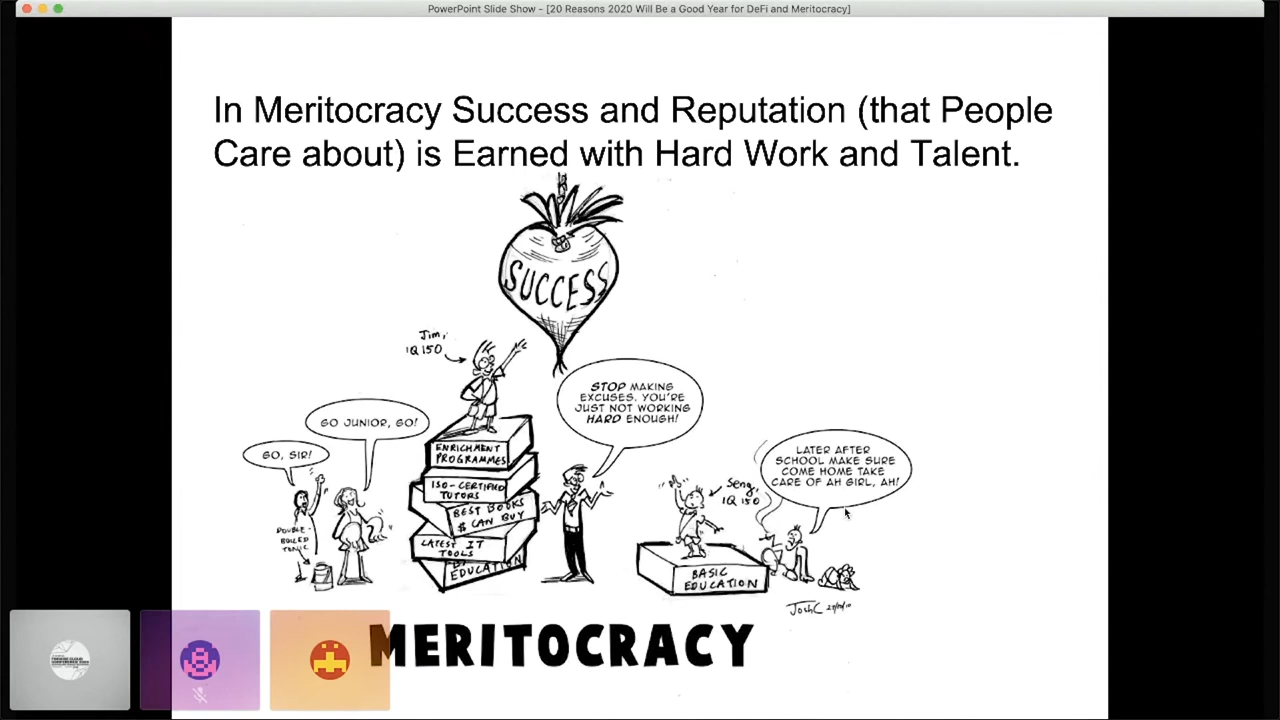 PowerPoint Slide Show - [20 Reasons 2020 Will Be a Good Year for DeFi and Meritocracy]
In Meritocracy Success and Reputation (that People
Care about) is Earned with Hard Work and Talent.
SUCCESS
Jim,
IQ 150
STOP MAKING
EXCUSES. YOU'RE
JUST NOT WORKING
HARD ENOUGH!
GO JUNIOR, GO!
GO, SIR!
ENRICHMENT
PROGRAMMES
ISO-CERTIFIED
TUTORS
BEST BOOKS
$ CAN BUY
LATEST IT
TOOLS
EDUCATION
DOUBLE-
BOILED
TONIC
Seng,
IQ 150
LATER AFTER
SCHOOL MAKE SURE
COME HOME TAKE
CARE OF AH GIRL, AH!
BASIC
EDUCATION
JoshC
MERITOCRACY